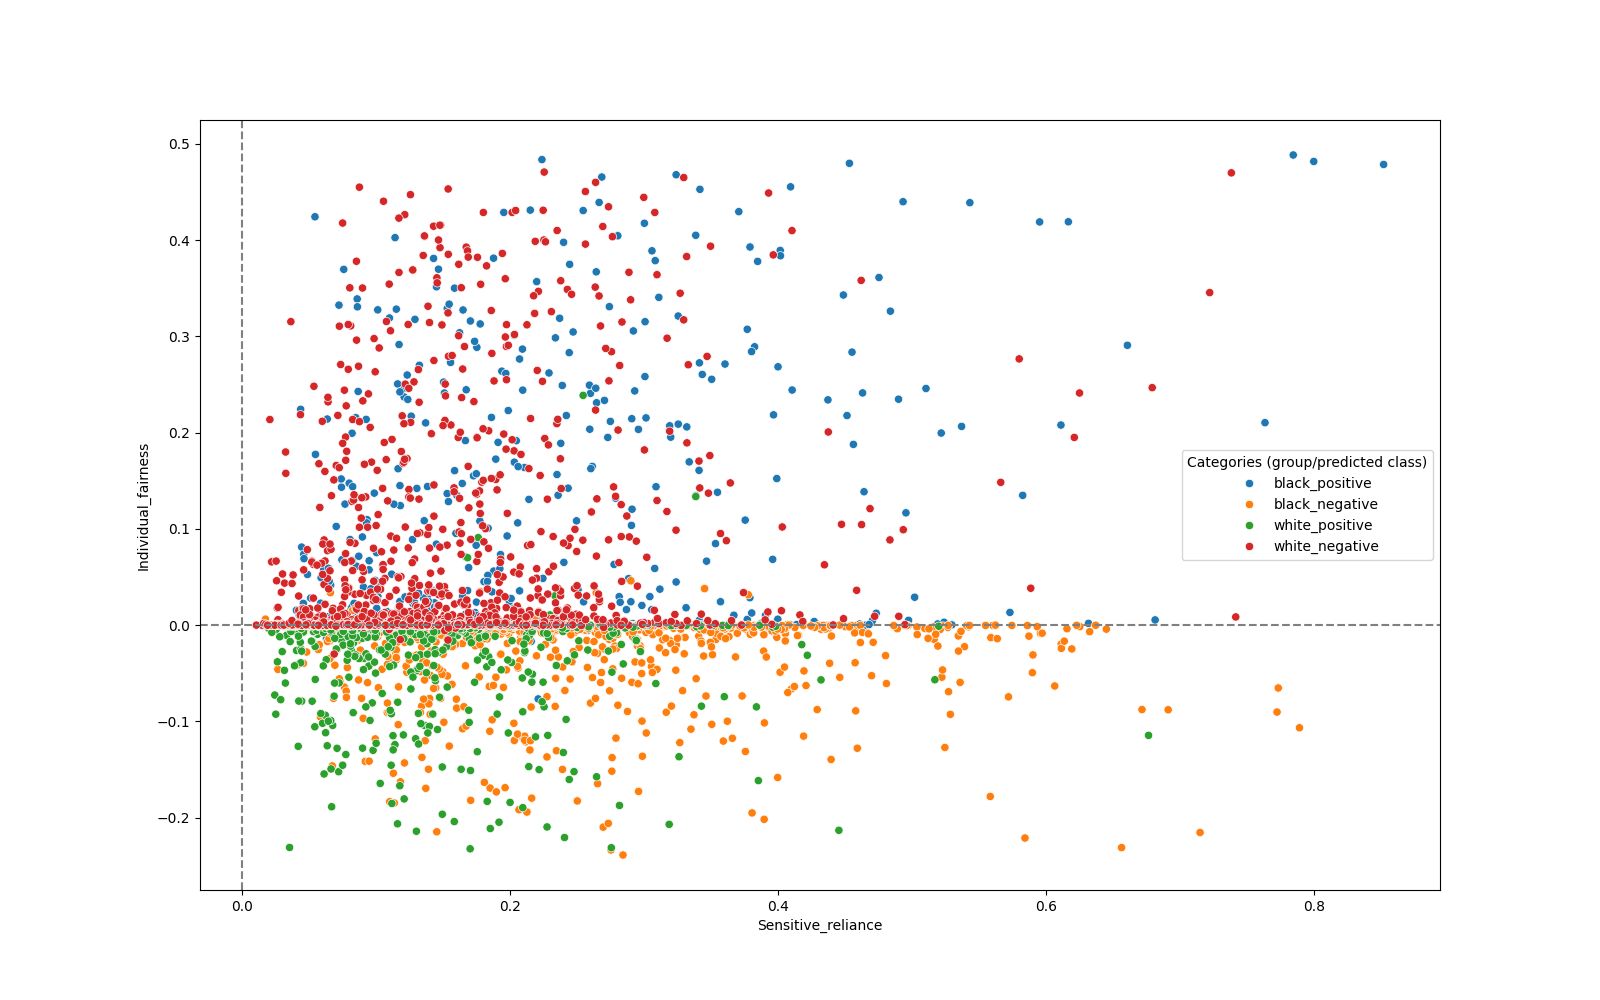 0.5
0.4
0.3
0.2
0.1
0.0
−0.1
−0.2
Individual_fairness
0.0
0.2
0.4
0.6
0.8
Sensitive_reliance
Categories (group/predicted class)
black_positive
black_negative
white_positive
white_negative